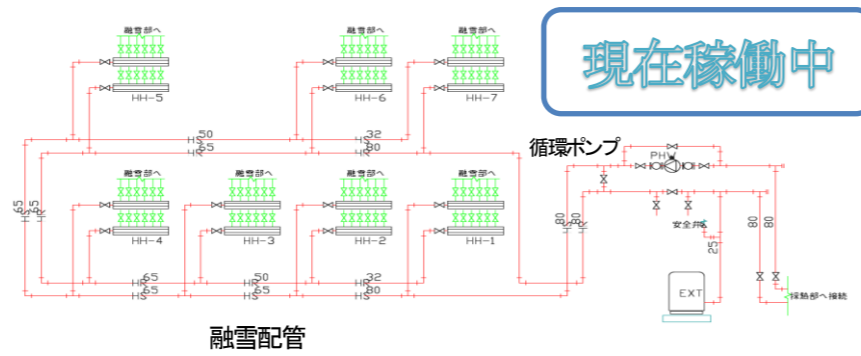 融雪部へ
融雪部へ
融雪部へ
現在稼働中
HH-5
HH-6
HH-7
循環ポンプ
PHW
HS 50
HR 65
HS 32
HR 80
融雪部へ
融雪部へ
融雪部へ
融雪部へ
HS 65
HR 65
HS 80
HR 80
安全弁
25
80
80
HH-4
HH-3
HH-2
HH-1
EXT
採熱部へ接続
HR 65
HS 65
HR 50
HS 65
HR 32
HS 80
融雪配管